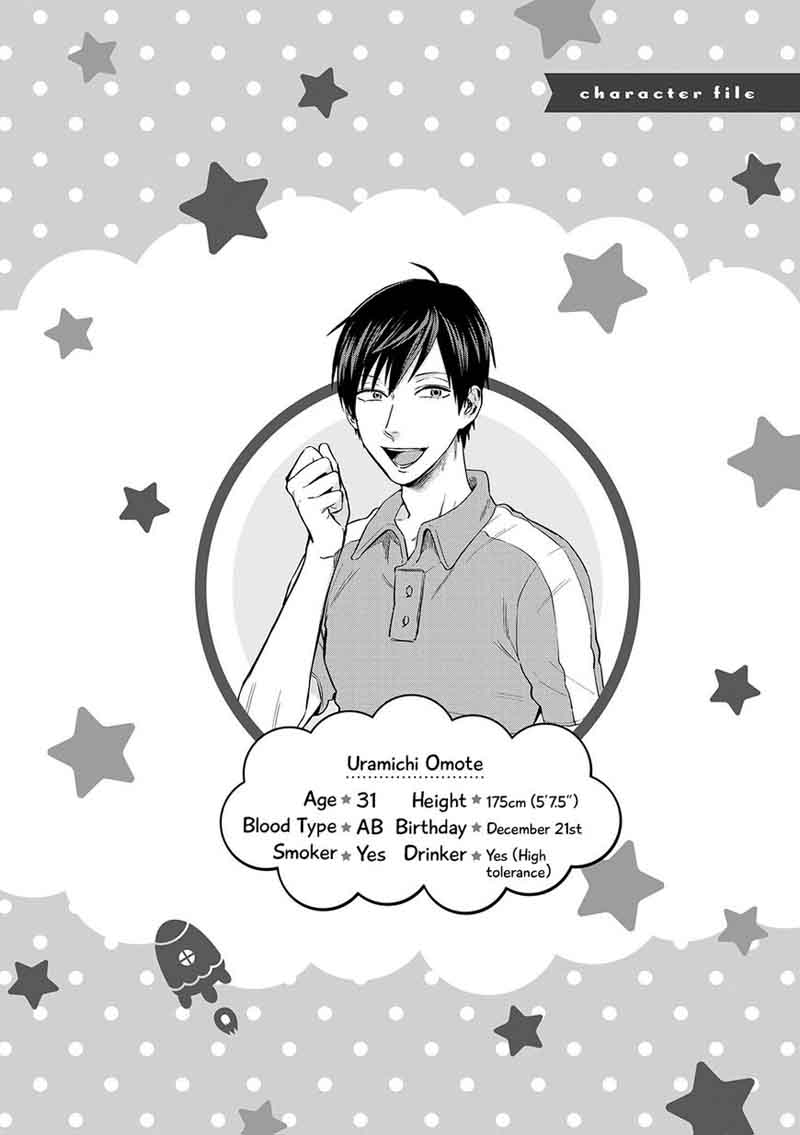 character file
Uramichi Omote
Age ★ 31 Height ★ 175cm (5'7.5")
Blood Type ★ AB Birthday ★ December 21st
Smoker ★ Yes Drinker ★ Yes (High
tolerance)